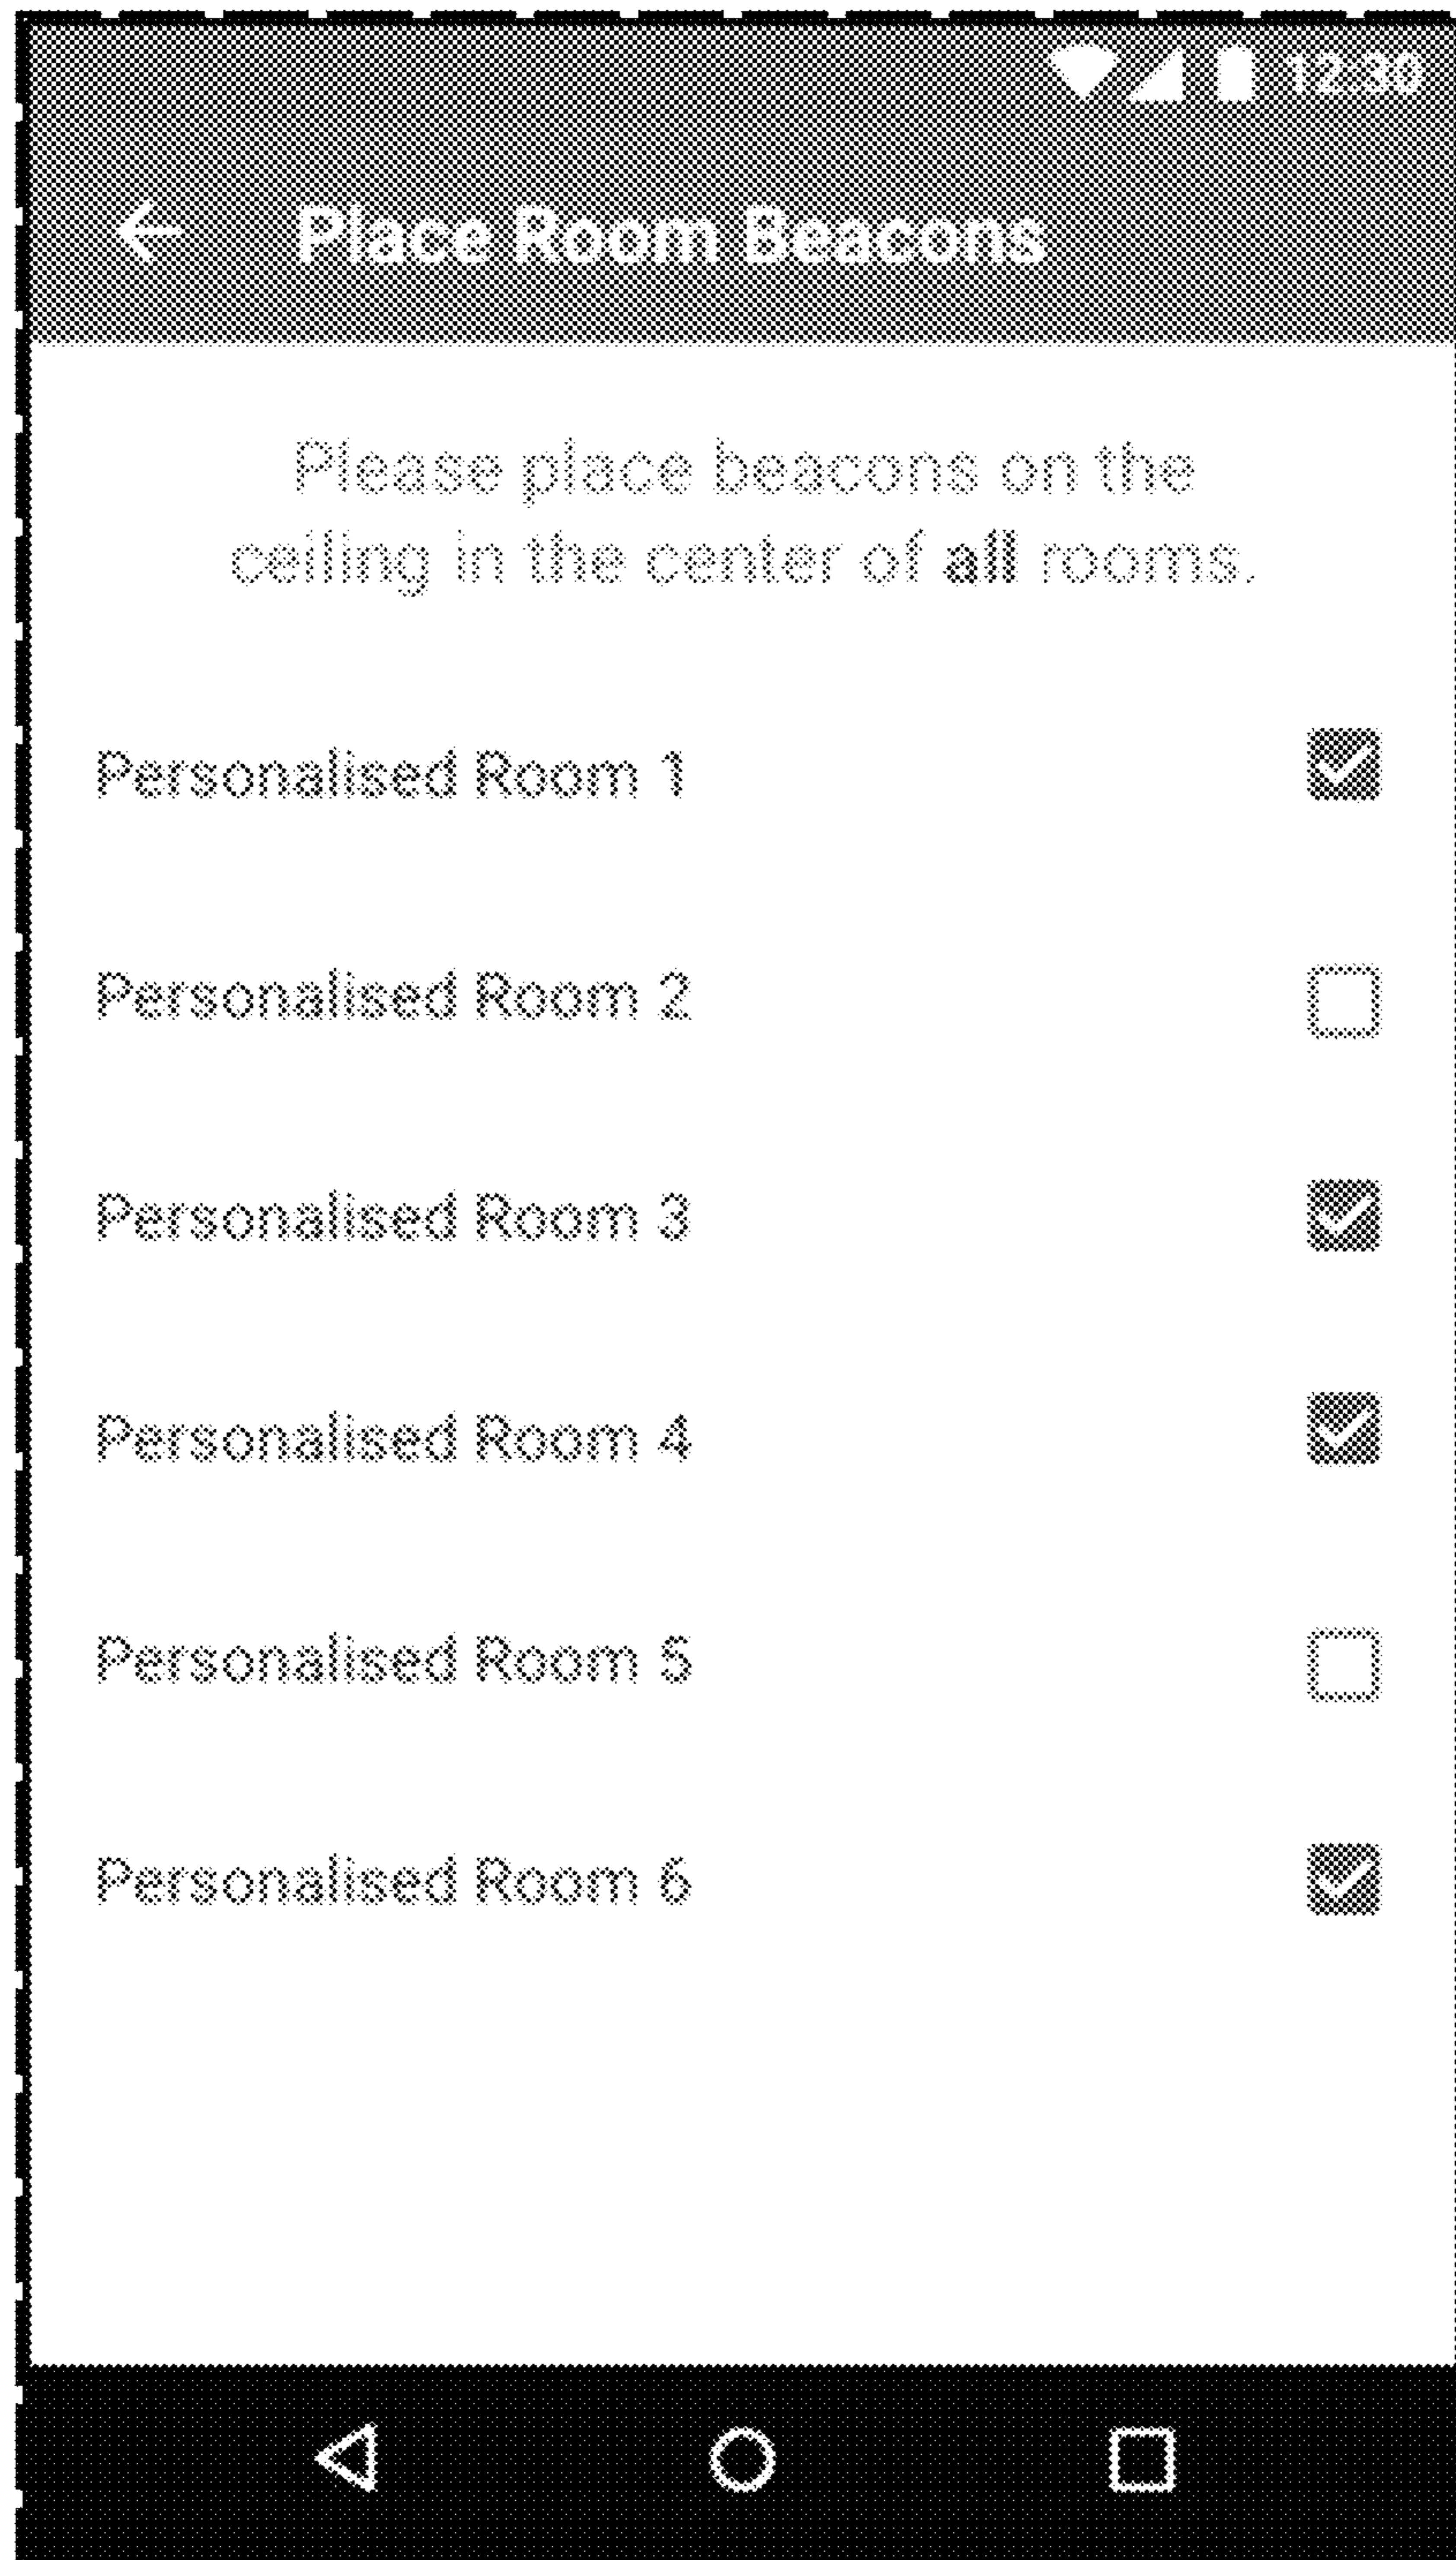 12:30
Place Room Beacons
Please place beacons on the
ceiling in the center of all rooms.
Personalised Room 1
Personalised Room 2
Personalised Room 3
Personalised Room 4
Personalised Room 5
Personalised Room 6